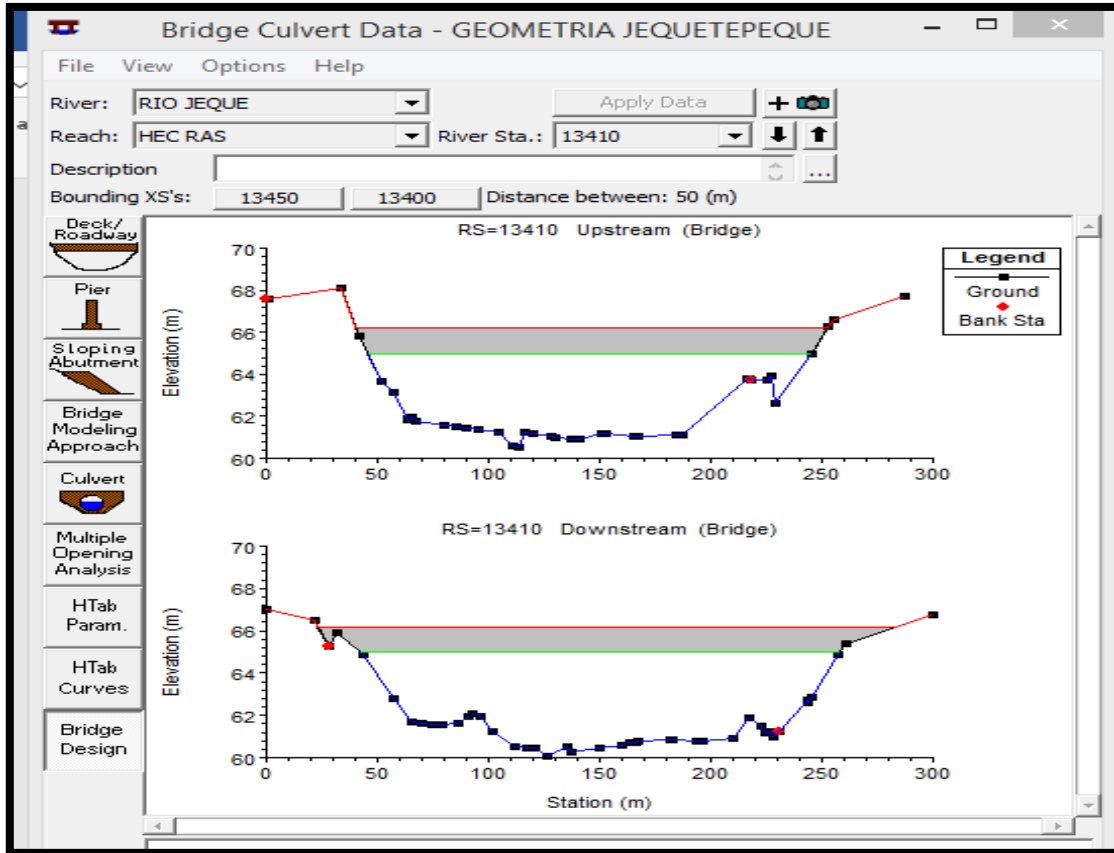 Bridge Culvert Data - GEOMETRIA JEQUETEPEQUE
File View Options Help
River: RIO JEQUE Apply Data
Reach: HEC RAS River Sta.: 13410
Description ...
Bounding XS's: 13450 13400 Distance between: 50 (m)
Deck/
Roadway
Pier
Sloping
Abutment
Bridge
Modeling
Approach
Culvert
Multiple
Opening
Analysis
HTab
Param.
HTab
Curves
Bridge
Design
RS=13410 Upstream (Bridge)
Elevation (m)
70
68
66
64
62
60
0 50 100 150 200 250 300
Legend
Ground
Bank Sta
RS=13410 Downstream (Bridge)
Elevation (m)
70
68
66
64
62
60
0 50 100 150 200 250 300
Station (m)